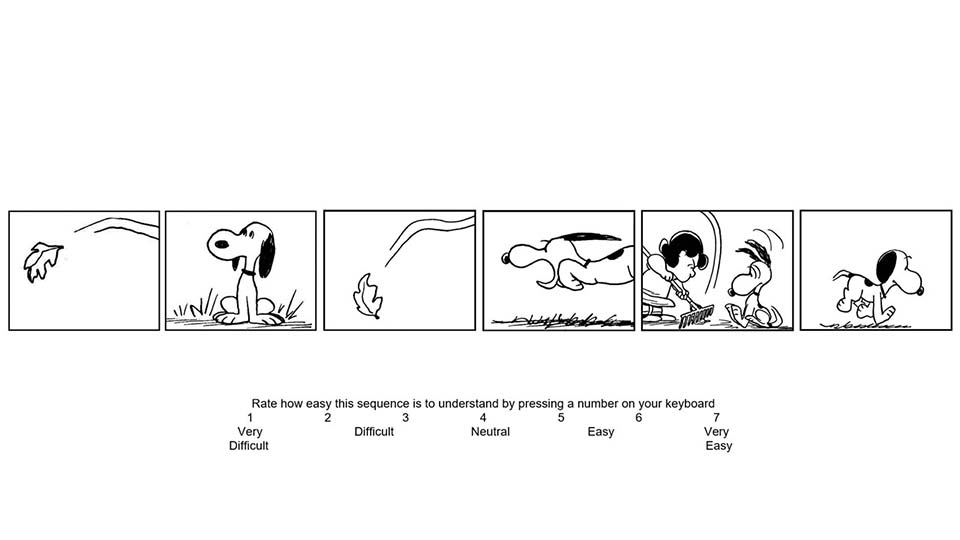 Rate how easy this sequence is to understand by pressing a number on your keyboard
1 2 3 4 5 6 7
Very Difficult Neutral Easy Very
Difficult Easy